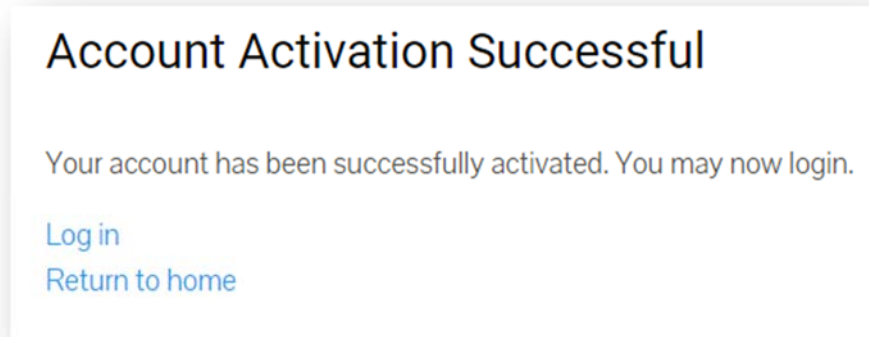 Account Activation Successful
Your account has been successfully activated. You may now login.
Log in
Return to home